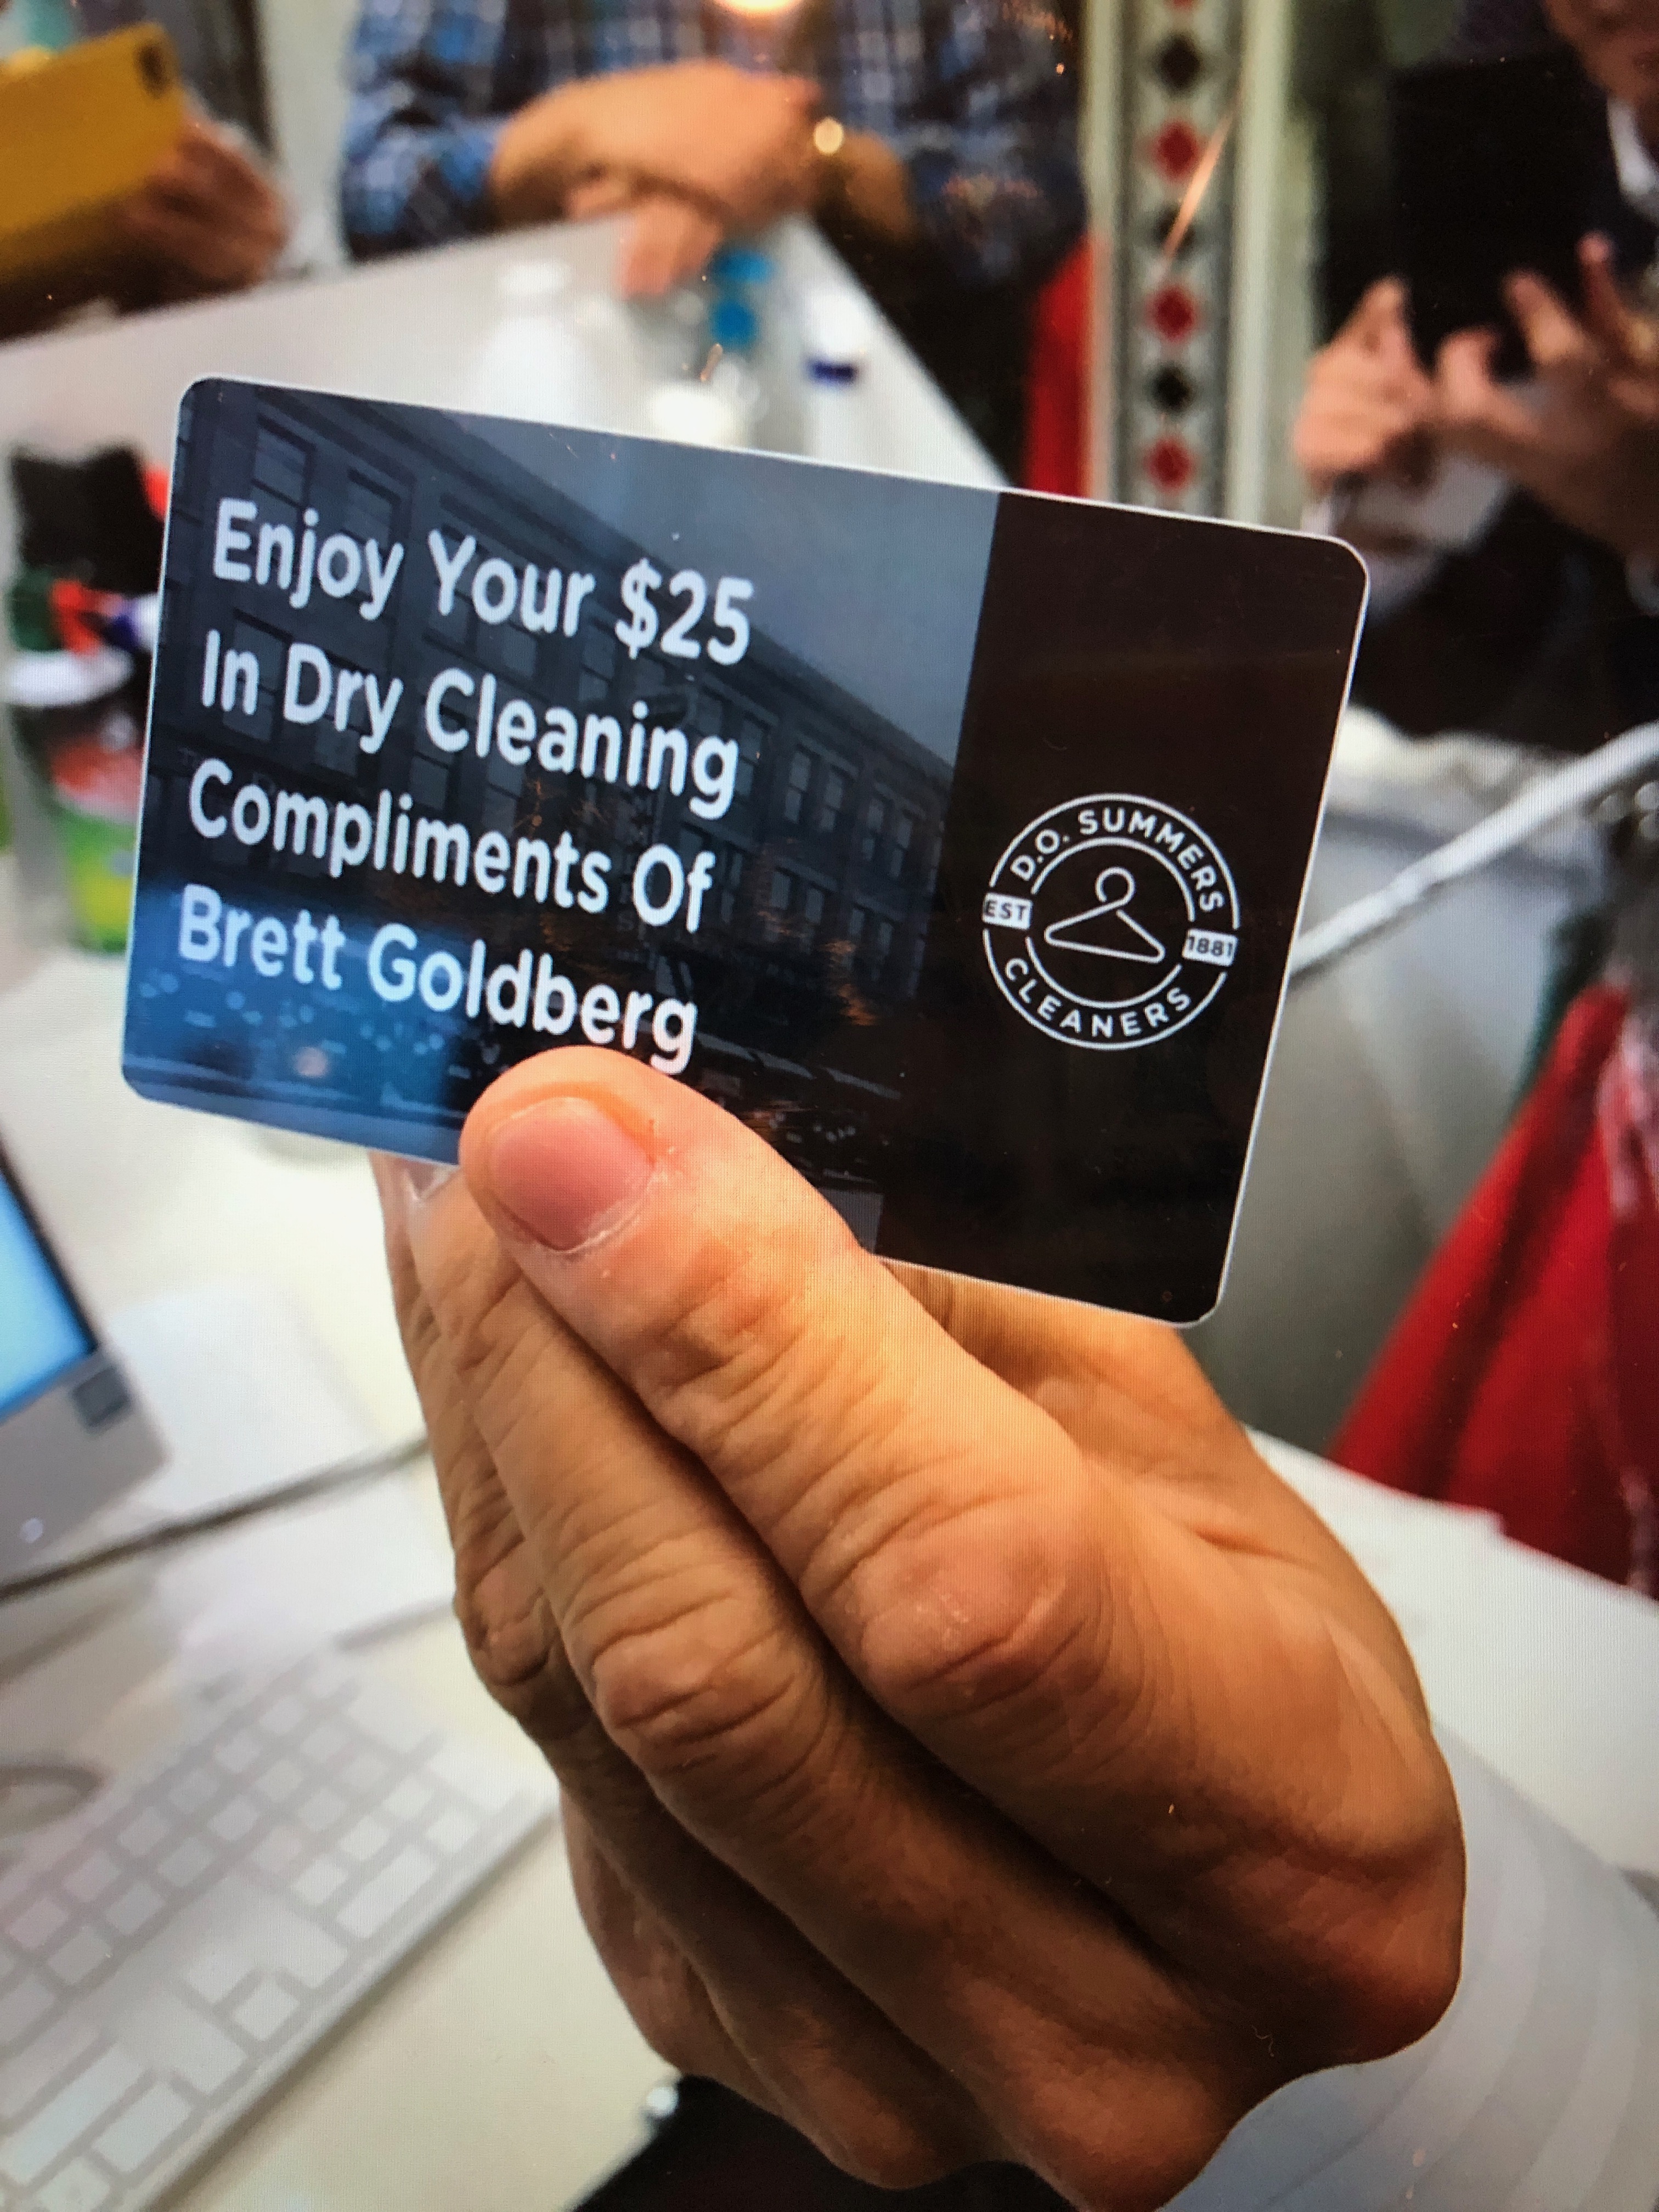 Enjoy Your $25
In Dry Cleaning
Compliments Of
Brett Goldberg
D.O. SUMMERS
EST 1881
CLEANERS